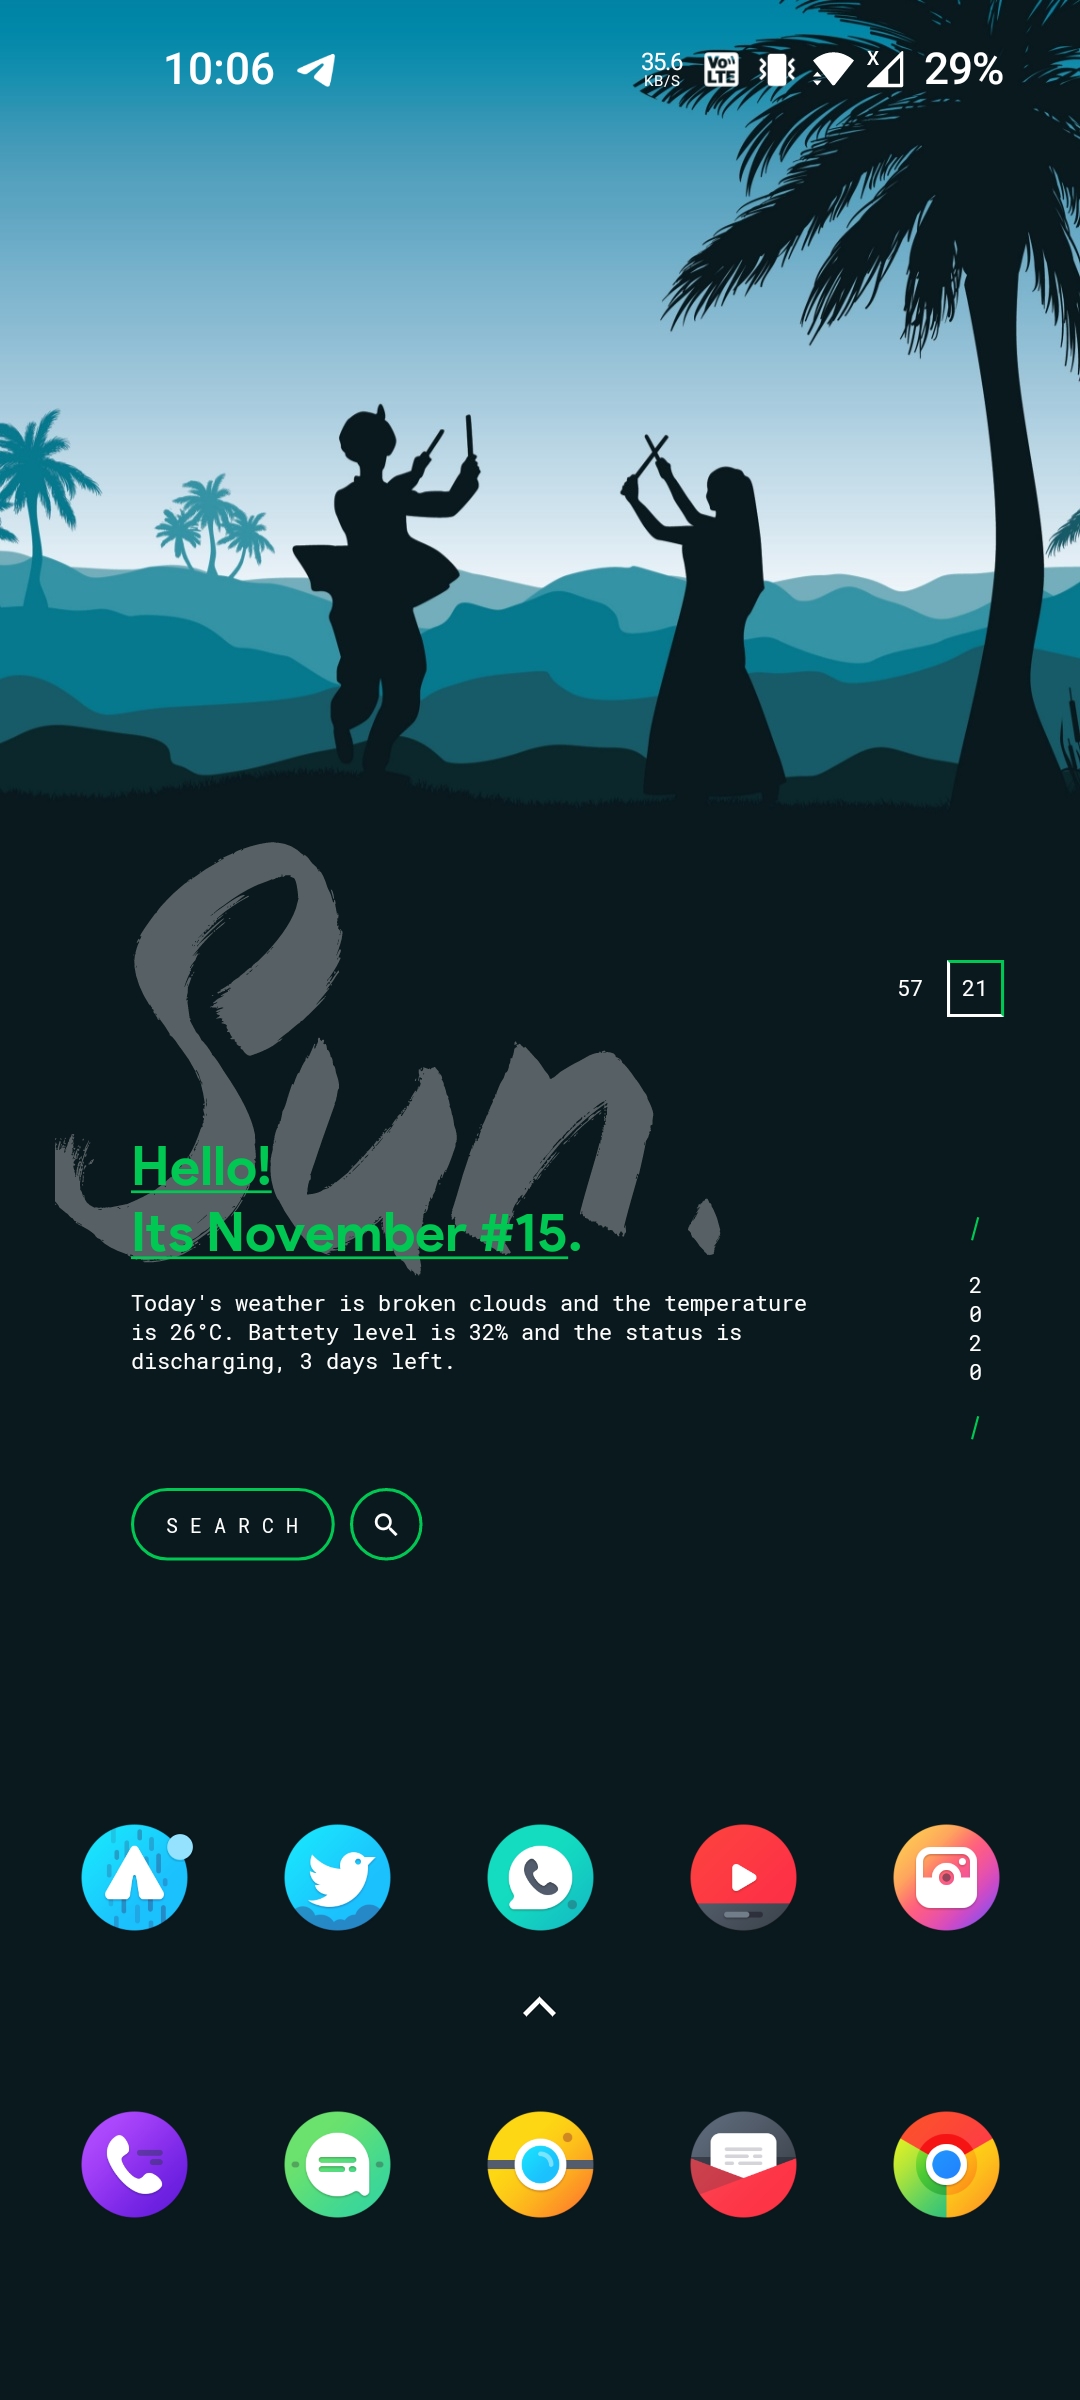 10:06
35.6
KB/S
Vo
LTE
X
29%
Sun.
57 21
Hello!
Its November #15.
Today's weather is broken clouds and the temperature
is 26°C. Battety level is 32% and the status is
discharging, 3 days left.
/
2
0
2
0
/
SEARCH